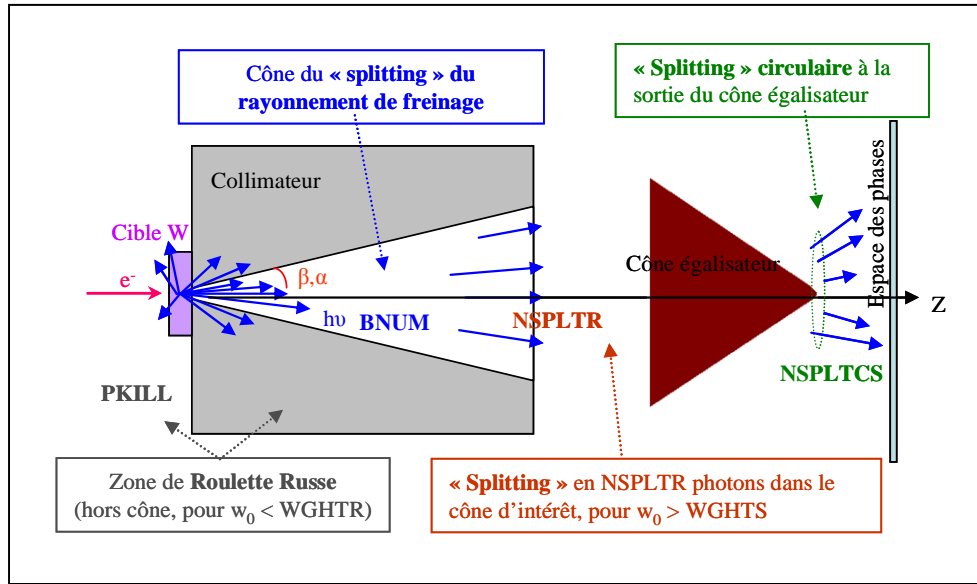 Cône du « splitting » du
rayonnement de freinage
« Splitting » circulaire à la
sortie du cône égalisateur
Collimateur
Espace des phases
Cible W
Cône égalisateur
e-
β,α
Z
hυ
BNUM
NSPLTR
NSPLTCS
PKILL
Zone de Roulette Russe
(hors cône, pour w0 < WGHTR)
« Splitting » en NSPLTR photons dans le
cône d’intérêt, pour w0 > WGHTS